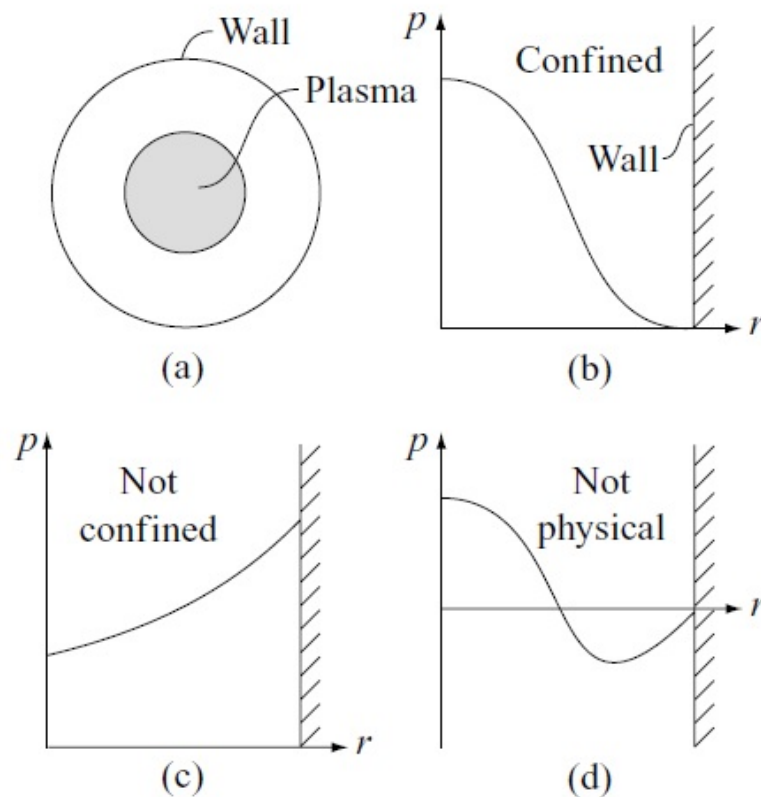 Wall
Plasma
(a)
p
Confined
Wall
r
(b)
p
Not
confined
r
(c)
p
Not
physical
r
(d)